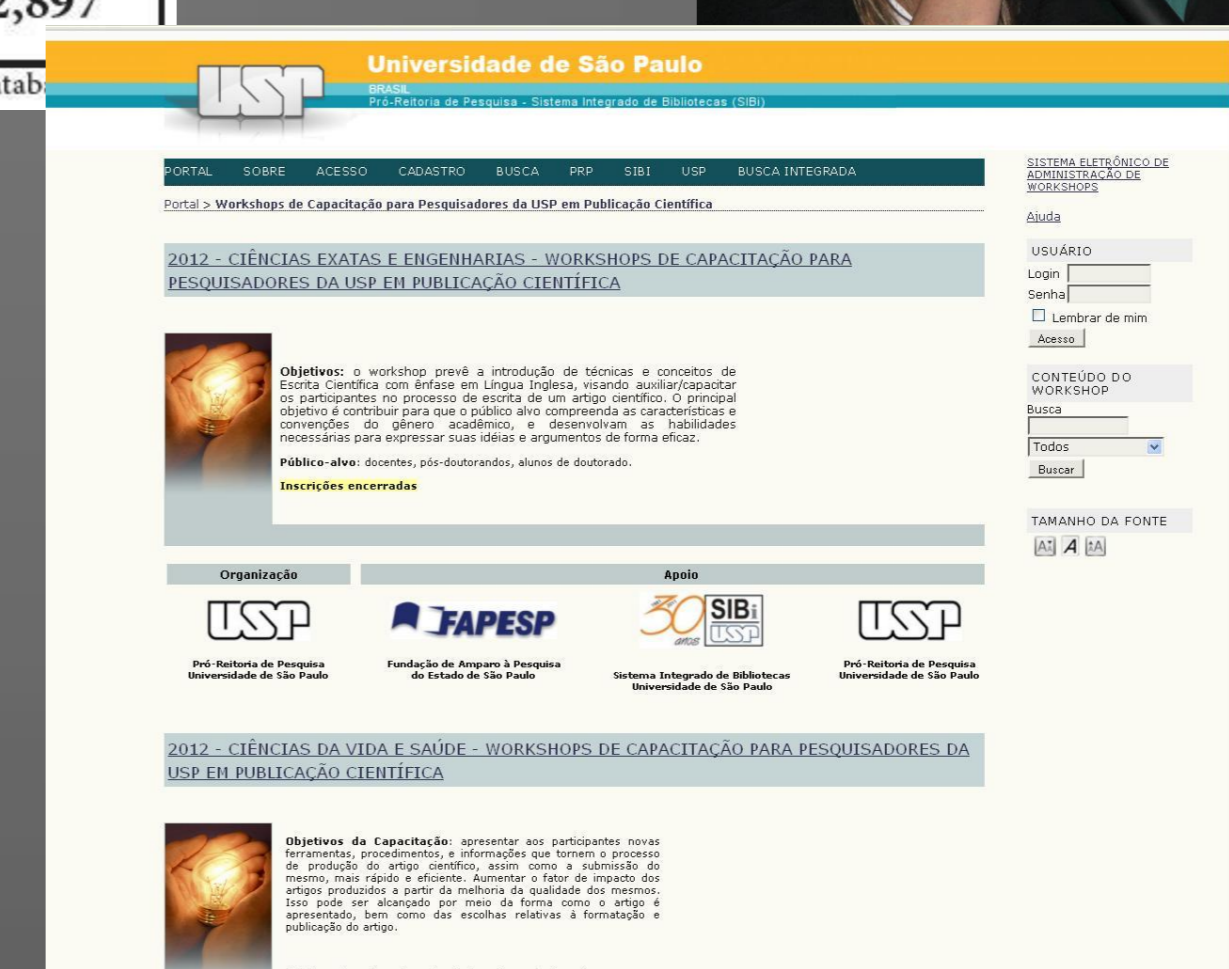 2,897
Universidade de São Paulo
BRASIL
Pró-Reitoria de Pesquisa - Sistema Integrado de Bibliotecas (SIBi)
USP
PORTAL SOBRE ACESSO CADASTRO BUSCA PRP SIBI USP BUSCA INTEGRADA
Portal > Workshops de Capacitação para Pesquisadores da USP em Publicação Científica
2012 - CIÊNCIAS EXATAS E ENGENHARIAS - WORKSHOPS DE CAPACITAÇÃO PARA
PESQUISADORES DA USP EM PUBLICAÇÃO CIENTÍFICA
Objetivos: o workshop prevê a introdução de técnicas e conceitos de
Escrita Científica com ênfase em Língua Inglesa, visando auxiliar/capacitar
os participantes no processo de escrita de um artigo científico. O principal
objetivo é contribuir para que o público alvo compreenda as características e
convenções do gênero acadêmico, e desenvolvam as habilidades
necessárias para expressar suas idéias e argumentos de forma eficaz.
Público-alvo: docentes, pós-doutorandos, alunos de doutorado.
Inscrições encerradas
Organização
Apoio
USP
FAPESP
30 anos
SIBi
USP
USP
Pró-Reitoria de Pesquisa
Universidade de São Paulo
Fundação de Amparo à Pesquisa
do Estado de São Paulo
Sistema Integrado de Bibliotecas
Universidade de São Paulo
Pró-Reitoria de Pesquisa
Universidade de São Paulo
2012 - CIÊNCIAS DA VIDA E SAÚDE - WORKSHOPS DE CAPACITAÇÃO PARA PESQUISADORES DA
USP EM PUBLICAÇÃO CIENTÍFICA
Objetivos da Capacitação: apresentar aos participantes novas
ferramentas, procedimentos, e informações que tornem o processo
de produção do artigo científico, assim como a submissão do
mesmo, mais rápido e eficiente. Aumentar o fator de impacto dos
artigos produzidos a partir da melhoria da qualidade dos mesmos.
Isso pode ser alcançado por meio da forma como o artigo é
apresentado, bem como das escolhas relativas à formatação e
publicação do artigo.
SISTEMA ELETRÔNICO DE
ADMINISTRAÇÃO DE
WORKSHOPS
Ajuda
USUÁRIO
Login
Senha
Lembrar de mim
Acesso
CONTEÚDO DO
WORKSHOP
Busca
Todos
Buscar
TAMANHO DA FONTE
A A A